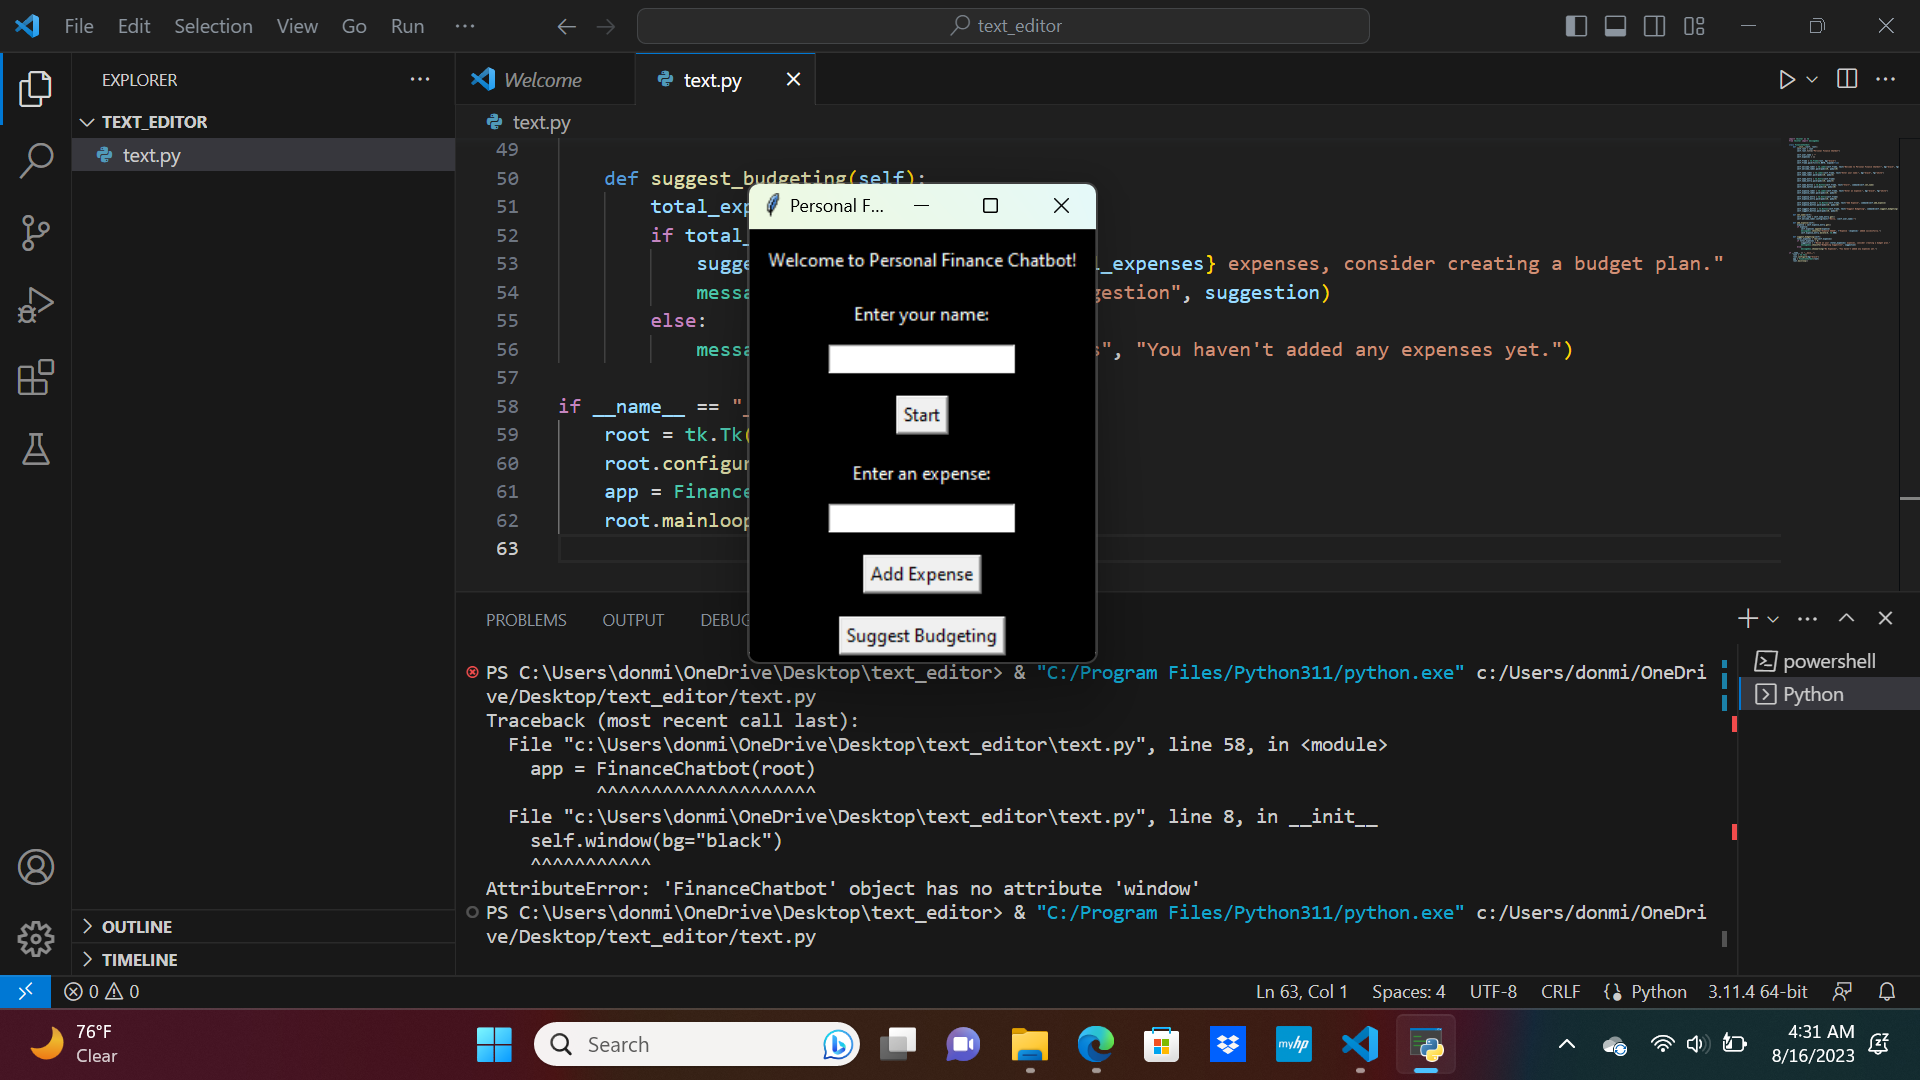 File Edit Selection View Go Run ···
text_editor
EXPLORER
Welcome
text.py
TEXT_EDITOR
text.py
text.py
49
50 def suggest_budgeting(self):
51 total_exp
52 if total_
53 sugge l_expenses} expenses, consider creating a budget plan."
54 messa gestion", suggestion)
55 else:
56 messa s", "You haven't added any expenses yet.")
57
58 if __name__ == "_
59 root = tk.Tk(
60 root.configur
61 app = Finance
62 root.mainloop
63
Personal F...
Welcome to Personal Finance Chatbot!
Enter your name:
Start
Enter an expense:
Add Expense
Suggest Budgeting
PROBLEMS OUTPUT DEBUG
PS C:\Users\donmi\OneDrive\Desktop\text_editor> & "C:/Program Files/Python311/python.exe" c:/Users/donmi/OneDri
ve/Desktop/text_editor/text.py
Traceback (most recent call last):
File "c:\Users\donmi\OneDrive\Desktop\text_editor\text.py", line 58, in <module>
app = FinanceChatbot(root)
^^^^^^^^^^^^^^^^^^^^
File "c:\Users\donmi\OneDrive\Desktop\text_editor\text.py", line 8, in __init__
self.window(bg="black")
^^^^^^^^^^^
AttributeError: 'FinanceChatbot' object has no attribute 'window'
PS C:\Users\donmi\OneDrive\Desktop\text_editor> & "C:/Program Files/Python311/python.exe" c:/Users/donmi/OneDri
ve/Desktop/text_editor/text.py
powershell
Python
OUTLINE
TIMELINE
0 0
Ln 63, Col 1 Spaces: 4 UTF-8 CRLF Python 3.11.4 64-bit
76°F
Clear
Search
myhp
4:31 AM
8/16/2023